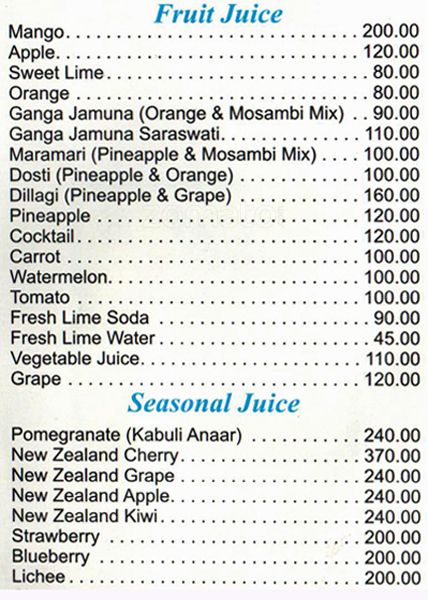 Fruit Juice
Mango. . . . . . . . . . . . . . . . . . . . . . . . . . . . 200.00
Apple. . . . . . . . . . . . . . . . . . . . . . . . . . . . 120.00
Sweet Lime . . . . . . . . . . . . . . . . . . . . . . . . 80.00
Orange . . . . . . . . . . . . . . . . . . . . . . . . . . . 80.00
Ganga Jamuna (Orange & Mosambi Mix) . . 90.00
Ganga Jamuna Saraswati. . . . . . . . . . . . . 110.00
Maramari (Pineapple & Mosambi Mix) . . . . 100.00
Dosti (Pineapple & Orange) . . . . . . . . . . . . 100.00
Dillagi (Pineapple & Grape) . . . . . . . . . . . . 160.00
Pineapple . . . . . . . . . . . . . . . . . . . . . . . . . 120.00
Cocktail . . . . . . . . . . . . . . . . . . . . . . . . . . 120.00
Carrot . . . . . . . . . . . . . . . . . . . . . . . . . . . 100.00
Watermelon. . . . . . . . . . . . . . . . . . . . . . . 100.00
Tomato . . . . . . . . . . . . . . . . . . . . . . . . . . 100.00
Fresh Lime Soda . . . . . . . . . . . . . . . . . . . 90.00
Fresh Lime Water . . . . . . . . . . . . . . . . . . . 45.00
Vegetable Juice. . . . . . . . . . . . . . . . . . . . 110.00
Grape . . . . . . . . . . . . . . . . . . . . . . . . . . . 120.00
Seasonal Juice
Pomegranate (Kabuli Anaar) . . . . . . . . . . . 240.00
New Zealand Cherry. . . . . . . . . . . . . . . . . 370.00
New Zealand Grape . . . . . . . . . . . . . . . . . 240.00
New Zealand Apple. . . . . . . . . . . . . . . . . . 240.00
New Zealand Kiwi . . . . . . . . . . . . . . . . . . . 240.00
Strawberry . . . . . . . . . . . . . . . . . . . . . . . . 200.00
Blueberry . . . . . . . . . . . . . . . . . . . . . . . . . 200.00
Lichee . . . . . . . . . . . . . . . . . . . . . . . . . . . 200.00